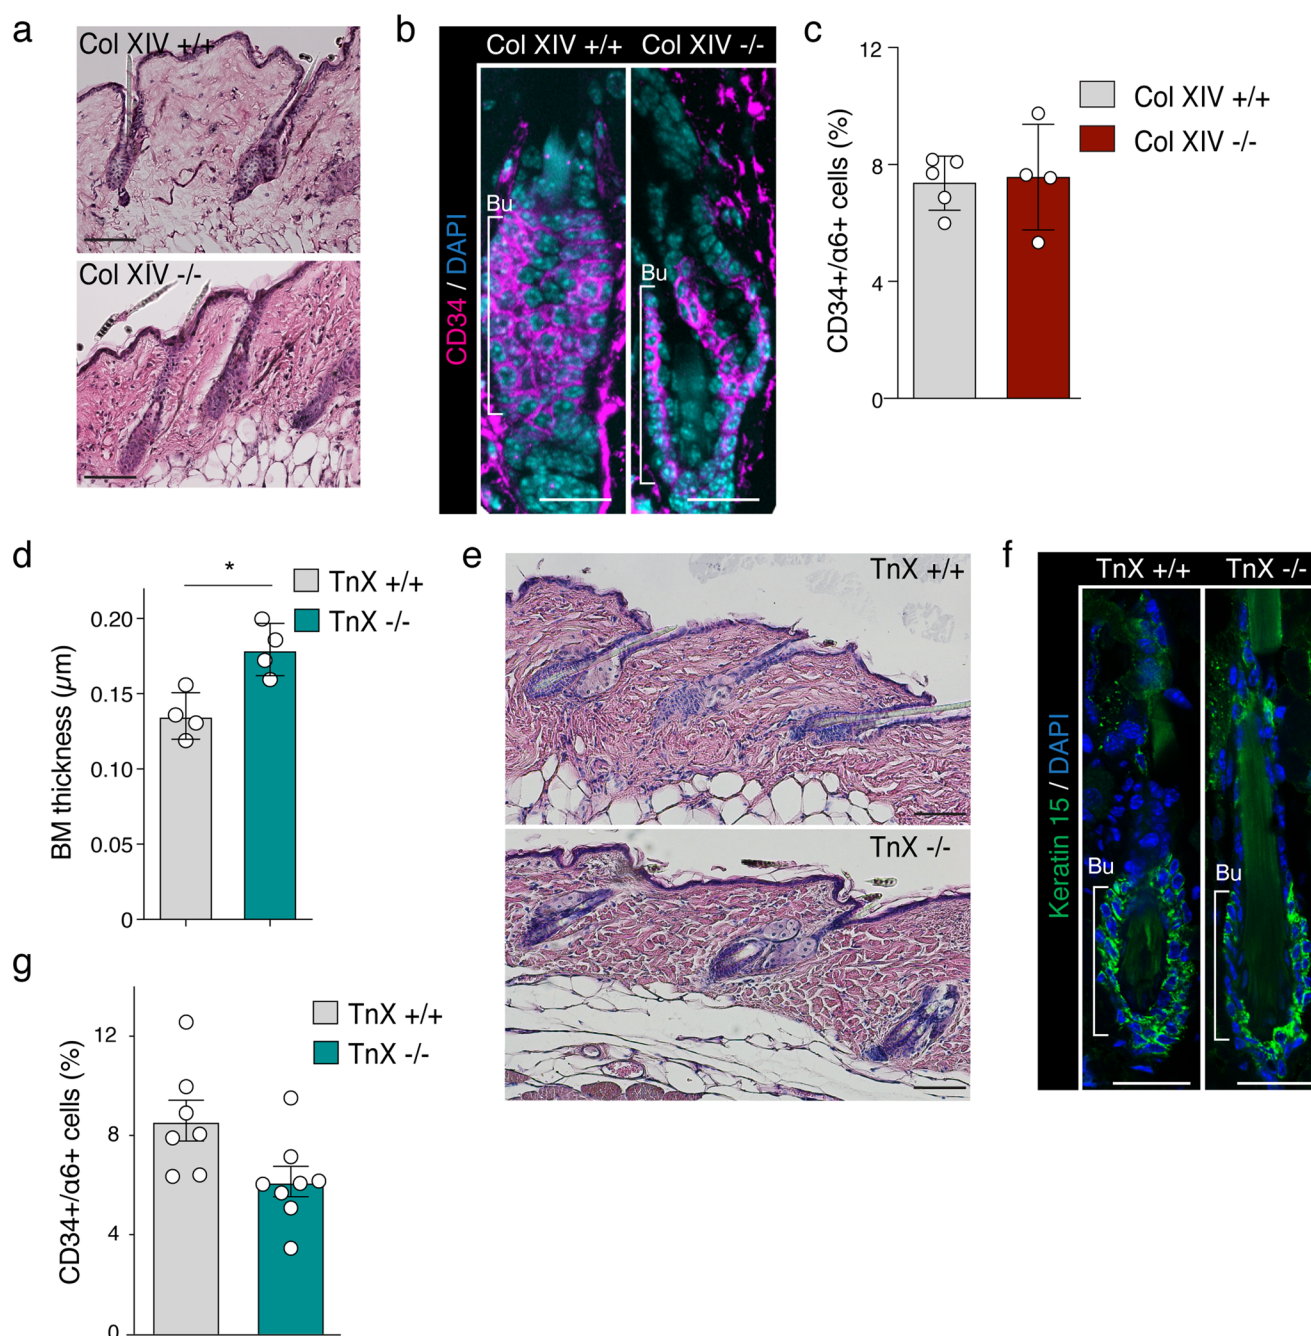 a
Col XIV +/+
Col XIV -/-
b
Col XIV +/+ Col XIV -/-
CD34 / DAPI
Bu
Bu
c
12
8
4
0
CD34+/α6+ cells (%)
Col XIV +/+
Col XIV -/-
d
*
TnX +/+
TnX -/-
BM thickness (µm)
0.20
0.15
0.10
0.05
0
e
TnX +/+
TnX -/-
f
TnX +/+ TnX -/-
Keratin 15 / DAPI
Bu
Bu
g
TnX +/+
TnX -/-
CD34+/α6+ cells (%)
12
8
4
0